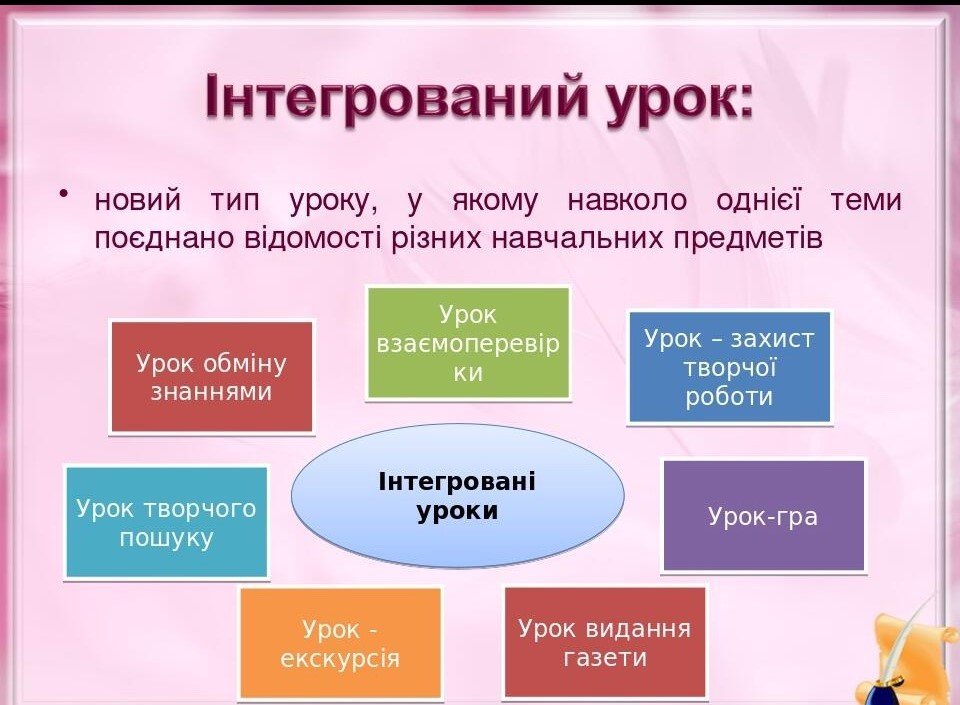 Інтегрований урок:
• новий тип уроку, у якому навколо однієї теми
поєднано відомості різних навчальних предметів
Урок
взаємоперевір
ки
Урок обміну
знаннями
Урок – захист
творчої
роботи
Інтегровані
уроки
Урок творчого
пошуку
Урок-гра
Урок -
екскурсія
Урок видання
газети